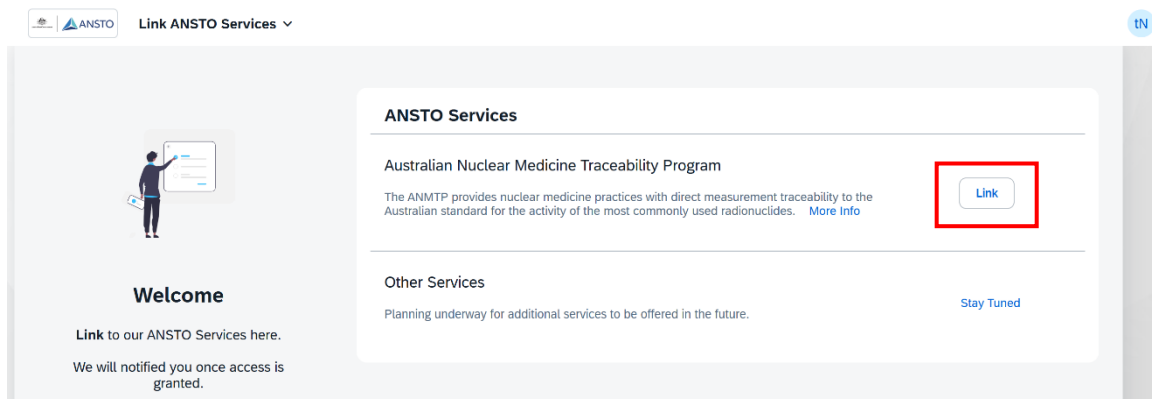 ANSTO
Link ANSTO Services
tN
Welcome
Link to our ANSTO Services here.
We will notified you once access is
granted.
ANSTO Services
Australian Nuclear Medicine Traceability Program
The ANMTP provides nuclear medicine practices with direct measurement traceability to the
Australian standard for the activity of the most commonly used radionuclides. More Info
Link
Other Services
Planning underway for additional services to be offered in the future.
Stay Tuned